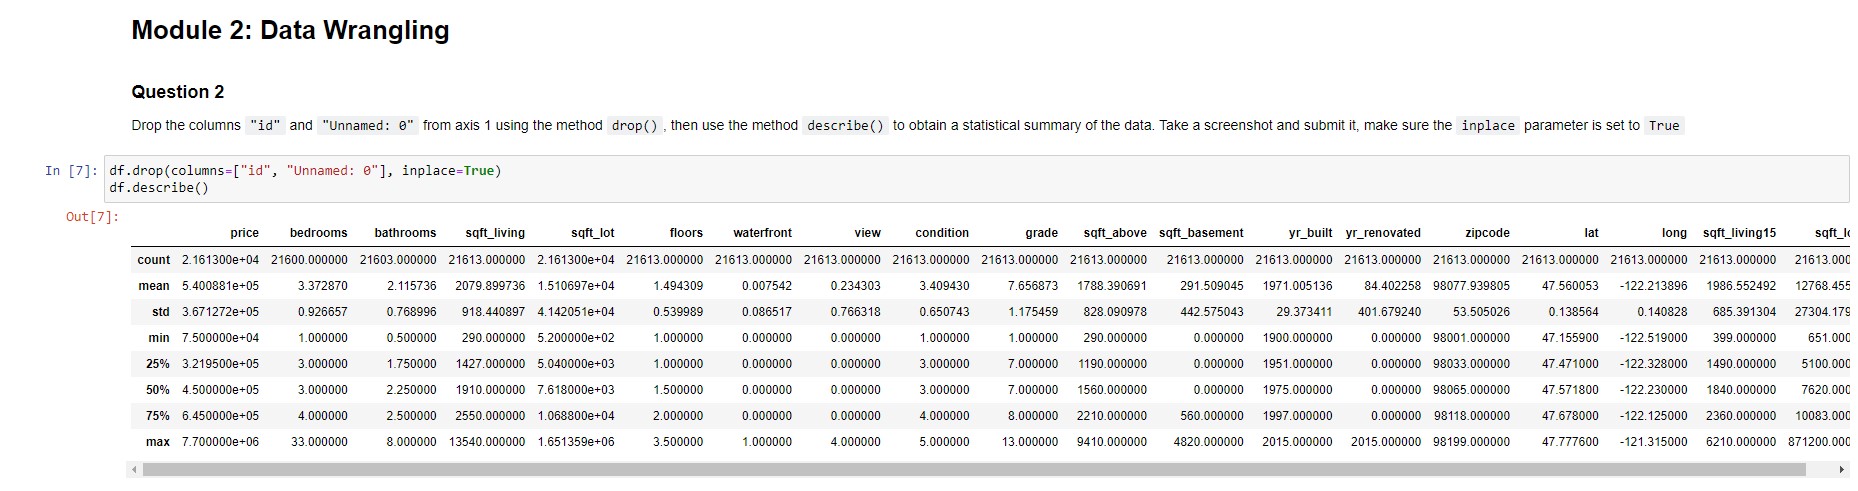 Module 2: Data Wrangling
Question 2
Drop the columns "id" and "Unnamed: 0" from axis 1 using the method drop(), then use the method describe() to obtain a statistical summary of the data. Take a screenshot and submit it, make sure the inplace parameter is set to True
In [7]: df.drop(columns=["id", "Unnamed: 0"], inplace=True)
df.describe()
Out[7]:
price bedrooms bathrooms sqft_living sqft_lot floors waterfront view condition grade sqft_above sqft_basement yr_built yr_renovated zipcode lat long sqft_living15 sqft_lo
count 2.161300e+04 21600.000000 21603.000000 21613.000000 2.161300e+04 21613.000000 21613.000000 21613.000000 21613.000000 21613.000000 21613.000000 21613.000000 21613.000000 21613.000000 21613.000000 21613.000000 21613.000000 21613.000000 21613.000
mean 5.400881e+05 3.372870 2.115736 2079.899736 1.510697e+04 1.494309 0.007542 0.234303 3.409430 7.656873 1788.390691 291.509045 1971.005136 84.402258 98077.939805 47.560053 -122.213896 1986.552492 12768.455
std 3.671272e+05 0.926657 0.768996 918.440897 4.142051e+04 0.539989 0.086517 0.766318 0.650743 1.175459 828.090978 442.575043 29.373411 401.679240 53.505026 0.138564 0.140828 685.391304 27304.179
min 7.500000e+04 1.000000 0.500000 290.000000 5.200000e+02 1.000000 0.000000 0.000000 1.000000 1.000000 290.000000 0.000000 1900.000000 0.000000 98001.000000 47.155900 -122.519000 399.000000 651.000
25% 3.219500e+05 3.000000 1.750000 1427.000000 5.040000e+03 1.000000 0.000000 0.000000 3.000000 7.000000 1190.000000 0.000000 1951.000000 0.000000 98033.000000 47.471000 -122.328000 1490.000000 5100.000
50% 4.500000e+05 3.000000 2.250000 1910.000000 7.618000e+03 1.500000 0.000000 0.000000 3.000000 7.000000 1560.000000 0.000000 1975.000000 0.000000 98065.000000 47.571800 -122.230000 1840.000000 7620.000
75% 6.450000e+05 4.000000 2.500000 2550.000000 1.068800e+04 2.000000 0.000000 0.000000 4.000000 8.000000 2210.000000 560.000000 1997.000000 0.000000 98118.000000 47.678000 -122.125000 2360.000000 10083.000
max 7.700000e+06 33.000000 8.000000 13540.000000 1.651359e+06 3.500000 1.000000 4.000000 5.000000 13.000000 9410.000000 4820.000000 2015.000000 2015.000000 98199.000000 47.777600 -121.315000 6210.000000 871200.000